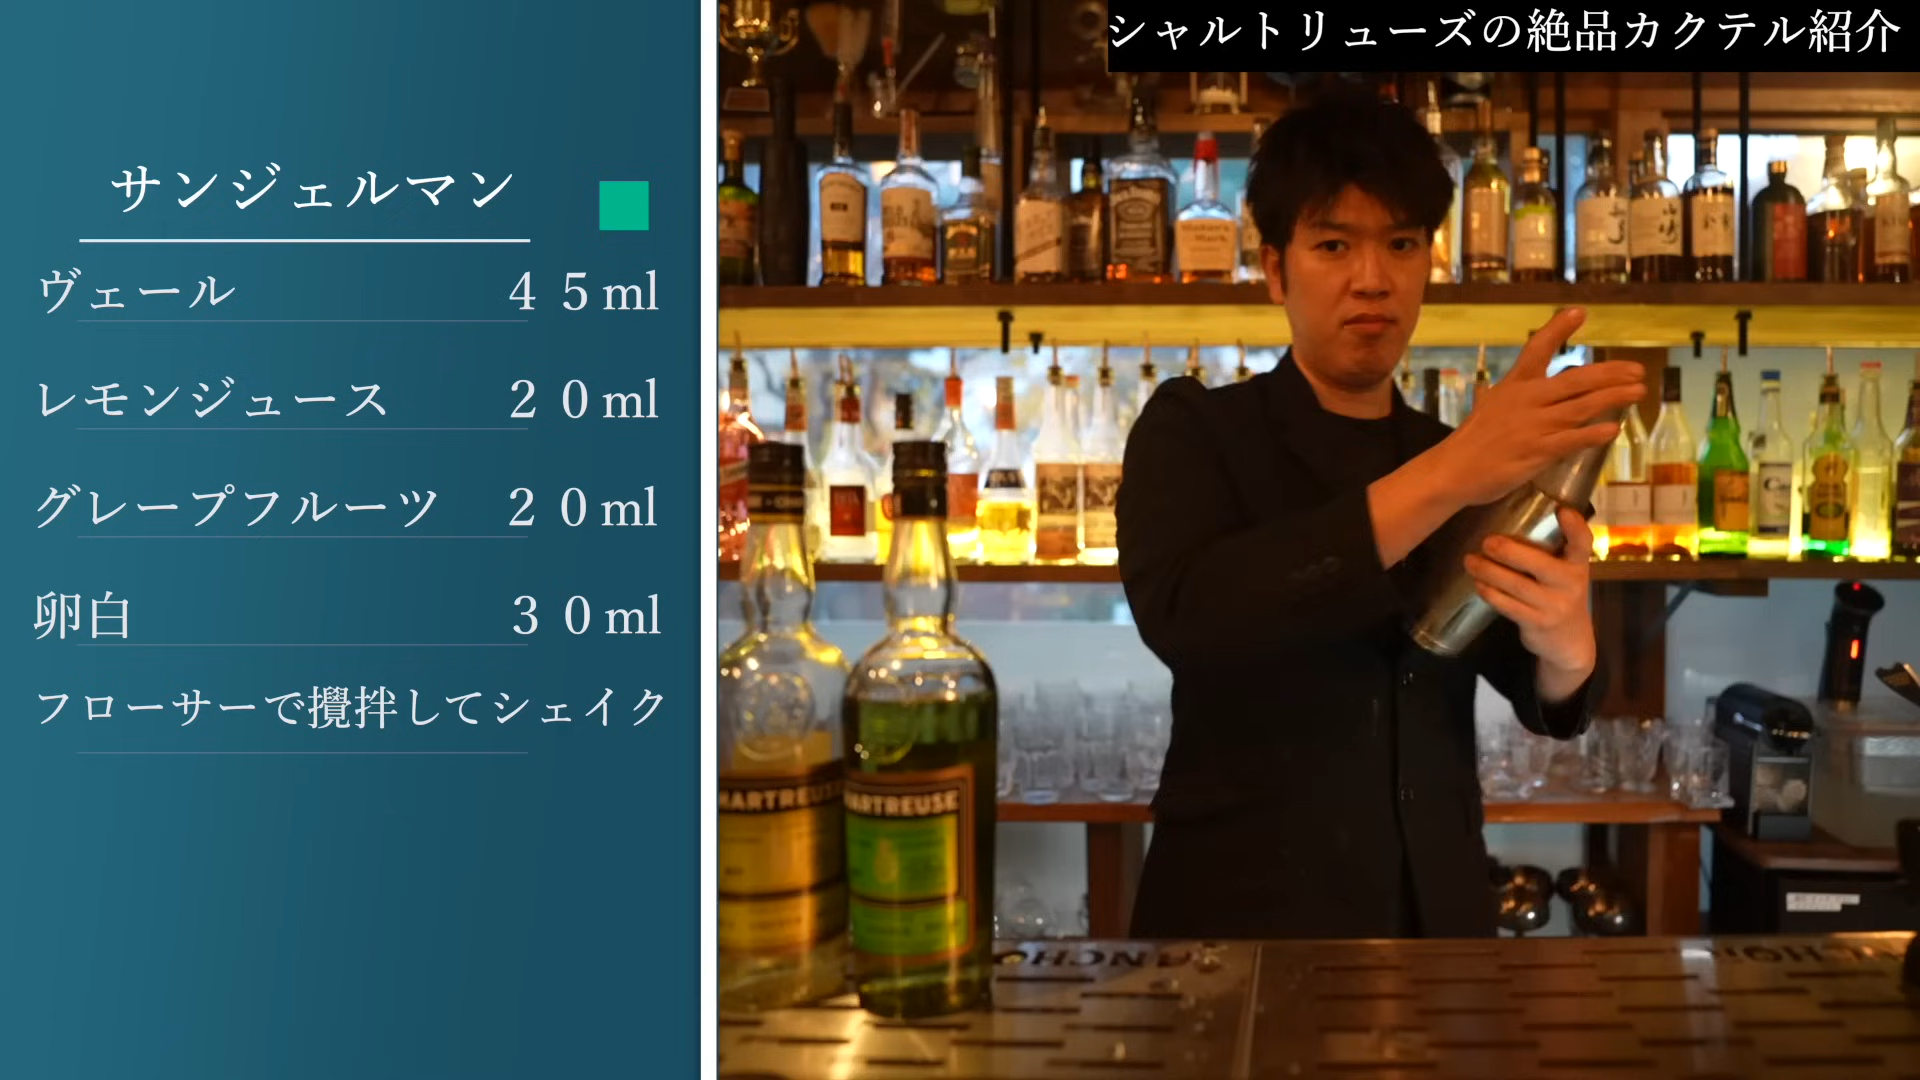 シャルトリューズの絶品カクテル紹介
サンジェルマン
ヴェール 45ml
レモンジュース 20ml
グレープフルーツ 20ml
卵白 30ml
フローサーで攪拌してシェイク
HARTREUSE
ARTREUSE